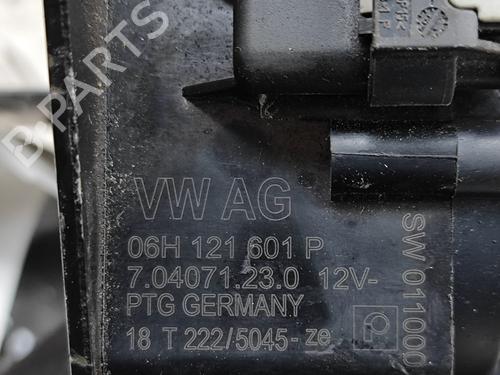 B-PARTS
VW AG
06H 121 601 P
7.04071.23.0 12V-
PTG GERMANY
18 T 222/5045-ze
SW 011000